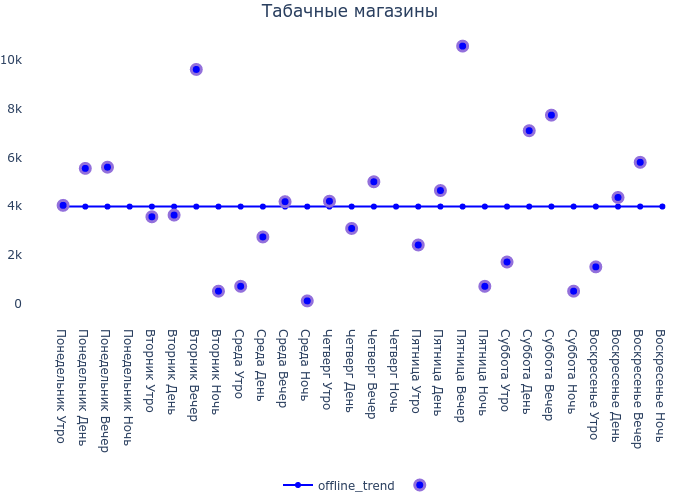 Табачные магазины
10k
8k
6k
4k
2k
0
Понедельник Утро
Понедельник День
Понедельник Вечер
Понедельник Ночь
Вторник Утро
Вторник День
Вторник Вечер
Вторник Ночь
Среда Утро
Среда День
Среда Вечер
Среда Ночь
Четверг Утро
Четверг День
Четверг Вечер
Четверг Ночь
Пятница Утро
Пятница День
Пятница Вечер
Пятница Ночь
Суббота Утро
Суббота День
Суббота Вечер
Суббота Ночь
Воскресенье Утро
Воскресенье День
Воскресенье Вечер
Воскресенье Ночь
offline_trend